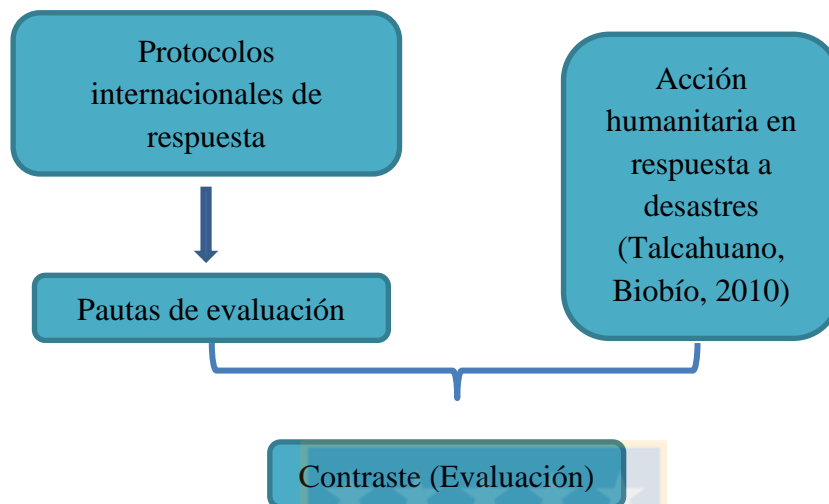 Protocolos
internacionales de
respuesta
Acción
humanitaria en
respuesta a
desastres
(Talcahuano,
Biobío, 2010)
Pautas de evaluación
Contraste (Evaluación)